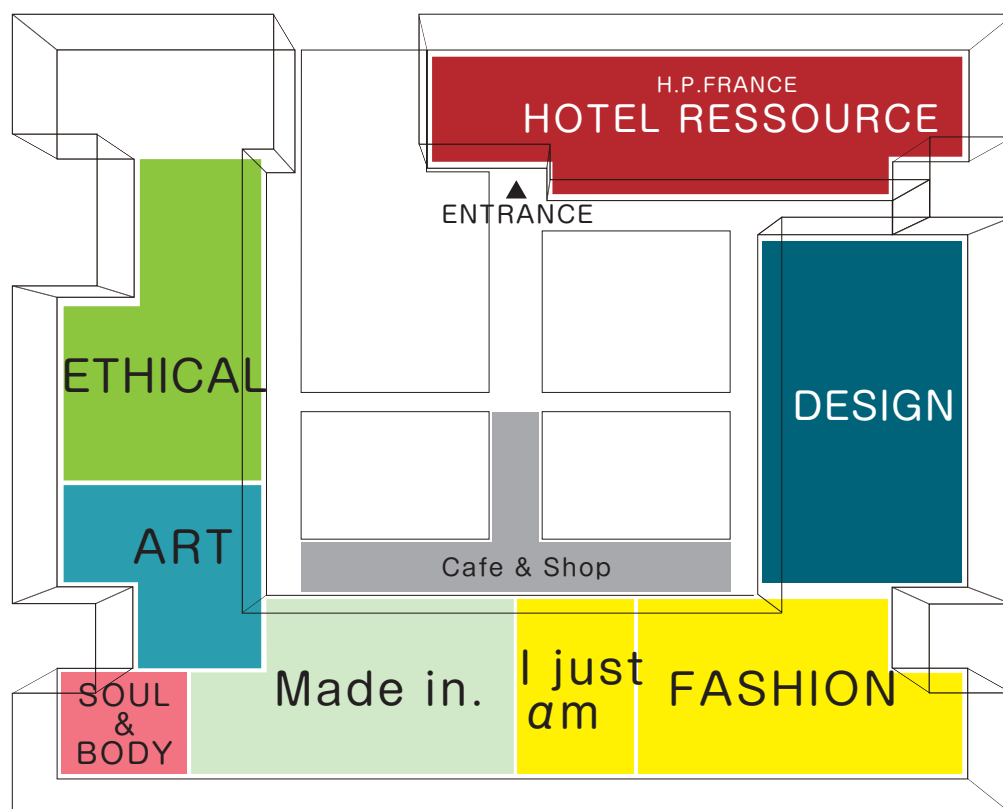 H.P.FRANCE
HOTEL RESSOURCE
ENTRANCE
ETHICAL
DESIGN
ART
Cafe & Shop
SOUL
&
BODY
Made in.
I just
am
FASHION